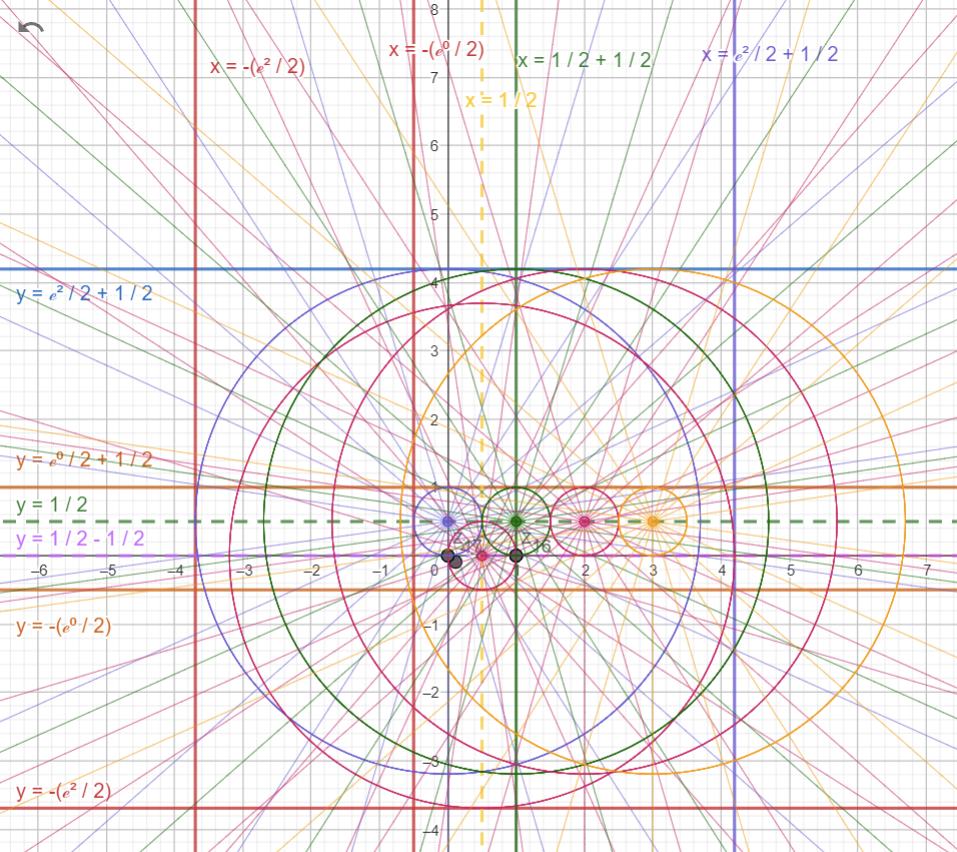 8
x = -(e⁰ / 2)
x = 1 / 2 + 1 / 2
x = e² / 2 + 1 / 2
x = -(e² / 2)
7
x = 1 / 2
6
5
4
y = e² / 2 + 1 / 2
3
2
y = e⁰ / 2 + 1 / 2
y = 1 / 2
y = 1 / 2 - 1 / 2
–6 –5 –4 –3 –2 –1 0 2 3 4 5 6 7
y = -(e⁰ / 2)
–1
–2
–3
y = -(e² / 2)
–4